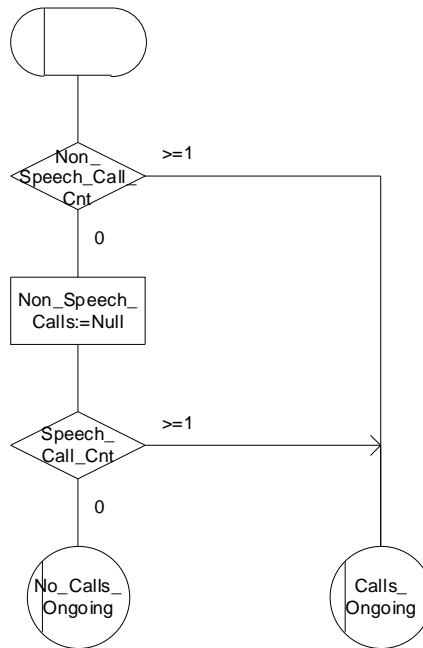 Non_
Speech_Call_
Cnt
>=1
0
Non_Speech_
Calls:=Null
Speech_
Call_Cnt
>=1
0
No_Calls_
Ongoing
Calls_
Ongoing